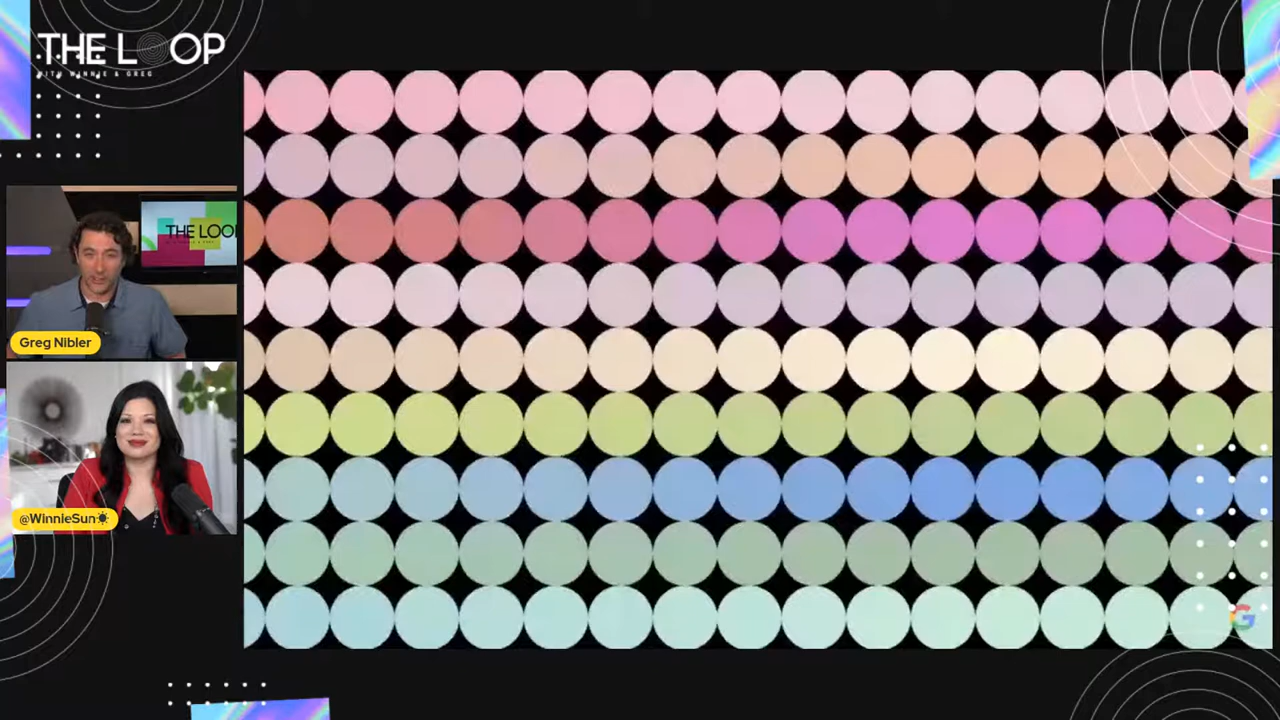 THE LOOP
WITH WINNIE & GREG
THE LOOP
Greg Nibler
@WinnieSun
G